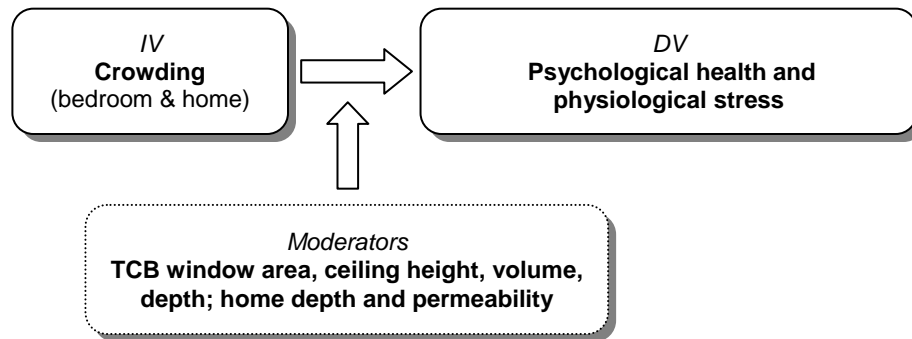 IV
Crowding
(bedroom & home)
DV
Psychological health and
physiological stress
Moderators
TCB window area, ceiling height, volume,
depth; home depth and permeability